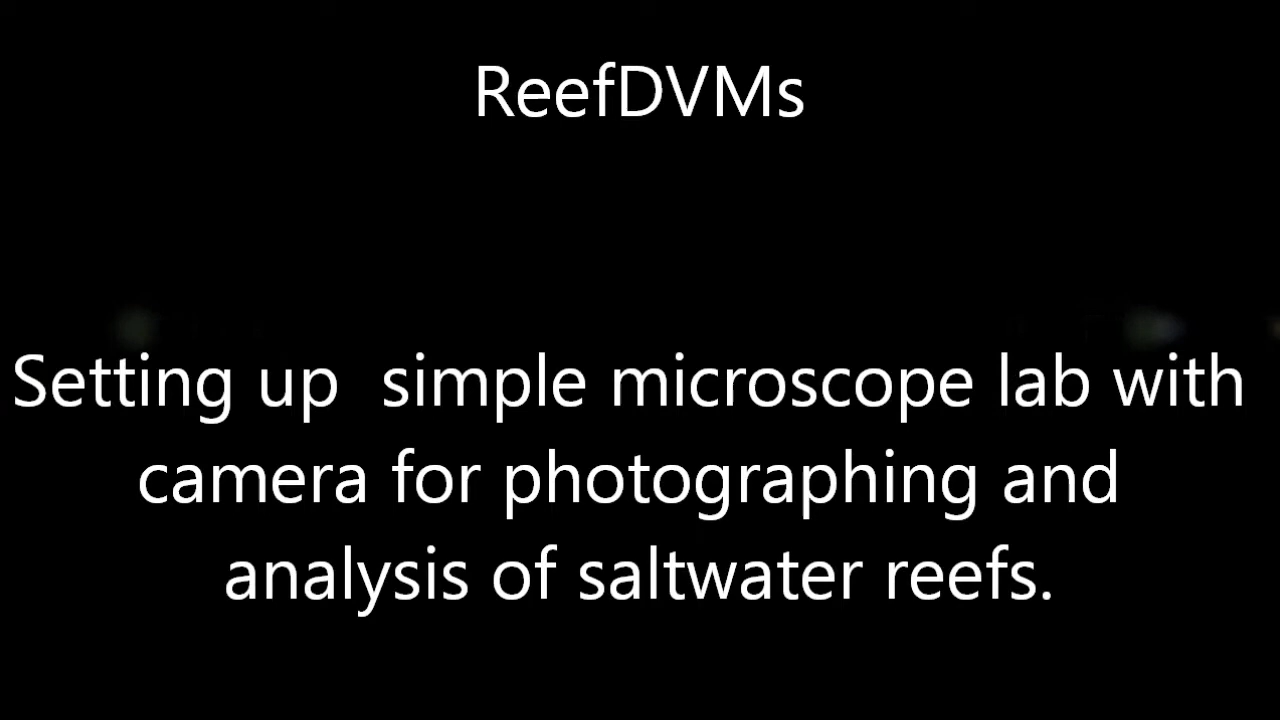 ReefDVMs
Setting up  simple microscope lab with
camera for photographing and
analysis of saltwater reefs.